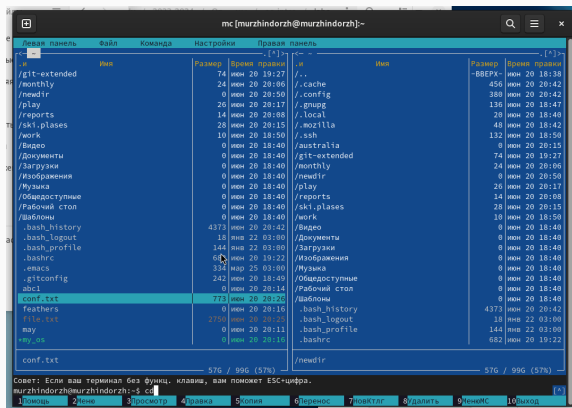 mc [murzhindorzh@murzhindorzh]:~
Левая панель Файл Команда Настройки Правая панель
<─ ~ .[^]> <─ ~ .[^]>
.и Имя Размер Время правки .и Имя Размер Время правки
/git-extended 74 июн 20 19:27 /.. -ВВЕРХ- июн 20 18:38
/monthly 24 июн 20 20:06 /.cache 456 июн 20 20:42
/newdir 0 июн 20 20:50 /.config 380 июн 20 20:42
/play 26 июн 20 20:17 /.gnupg 136 июн 20 18:47
/reports 14 июн 20 20:08 /.local 20 июн 20 18:40
/ski.plases 28 июн 20 20:15 /.mozilla 48 июн 20 18:42
/work 10 июн 20 18:50 /.ssh 132 июн 20 18:50
/Видео 0 июн 20 18:40 /australia 0 июн 20 20:15
/Документы 0 июн 20 18:40 /git-extended 74 июн 20 19:27
/Загрузки 0 июн 20 18:40 /monthly 24 июн 20 20:06
/Изображения 0 июн 20 18:40 /newdir 0 июн 20 20:50
/Музыка 0 июн 20 18:40 /play 26 июн 20 20:17
/Общедоступные 0 июн 20 18:40 /reports 14 июн 20 20:08
/Рабочий стол 0 июн 20 18:40 /ski.plases 28 июн 20 20:15
/Шаблоны 0 июн 20 18:40 /work 10 июн 20 18:50
.bash_history 4373 июн 20 20:42 /Видео 0 июн 20 18:40
.bash_logout 18 янв 22 03:00 /Документы 0 июн 20 18:40
.bash_profile 144 янв 22 03:00 /Загрузки 0 июн 20 18:40
.bashrc июн 20 19:22 /Изображения 0 июн 20 18:40
.emacs 334 мар 25 03:00 /Музыка 0 июн 20 18:40
.gitconfig 242 июн 20 18:49 /Общедоступные 0 июн 20 18:40
abc1 0 июн 20 20:14 /Рабочий стол 0 июн 20 18:40
conf.txt 773 июн 20 20:26 /Шаблоны 0 июн 20 18:40
feathers 0 июн 20 20:16 .bash_history 4373 июн 20 20:42
file.txt 2750 июн 20 20:25 .bash_logout 18 янв 22 03:00
may 0 июн 20 20:11 .bash_profile 144 янв 22 03:00
*my_os 0 июн 20 20:16 .bashrc 682 июн 20 19:22
conf.txt /newdir
57G / 99G (57%) 57G / 99G (57%)
Совет: Если ваш терминал без функц. клавиш, вам поможет ESC+цифра.
murzhindorzh@murzhindorzh:~$ cd [^]
1Помощь 2Меню 3Просмотр 4Правка 5Копия 6Перенос 7НовКтлг 8Удалить 9МенюMC 10Выход